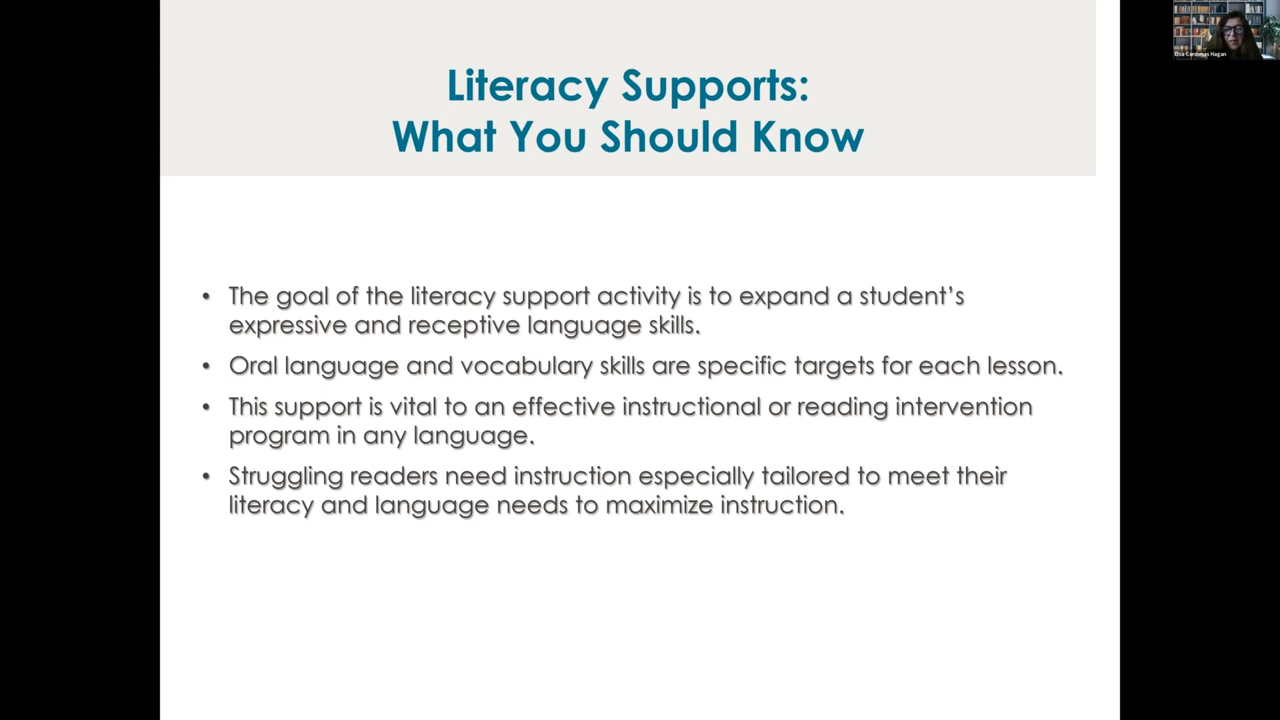 Literacy Supports:
What You Should Know
• The goal of the literacy support activity is to expand a student’s
expressive and receptive language skills.
• Oral language and vocabulary skills are specific targets for each lesson.
• This support is vital to an effective instructional or reading intervention
program in any language.
• Struggling readers need instruction especially tailored to meet their
literacy and language needs to maximize instruction.
Elsa Cardenas Hagan